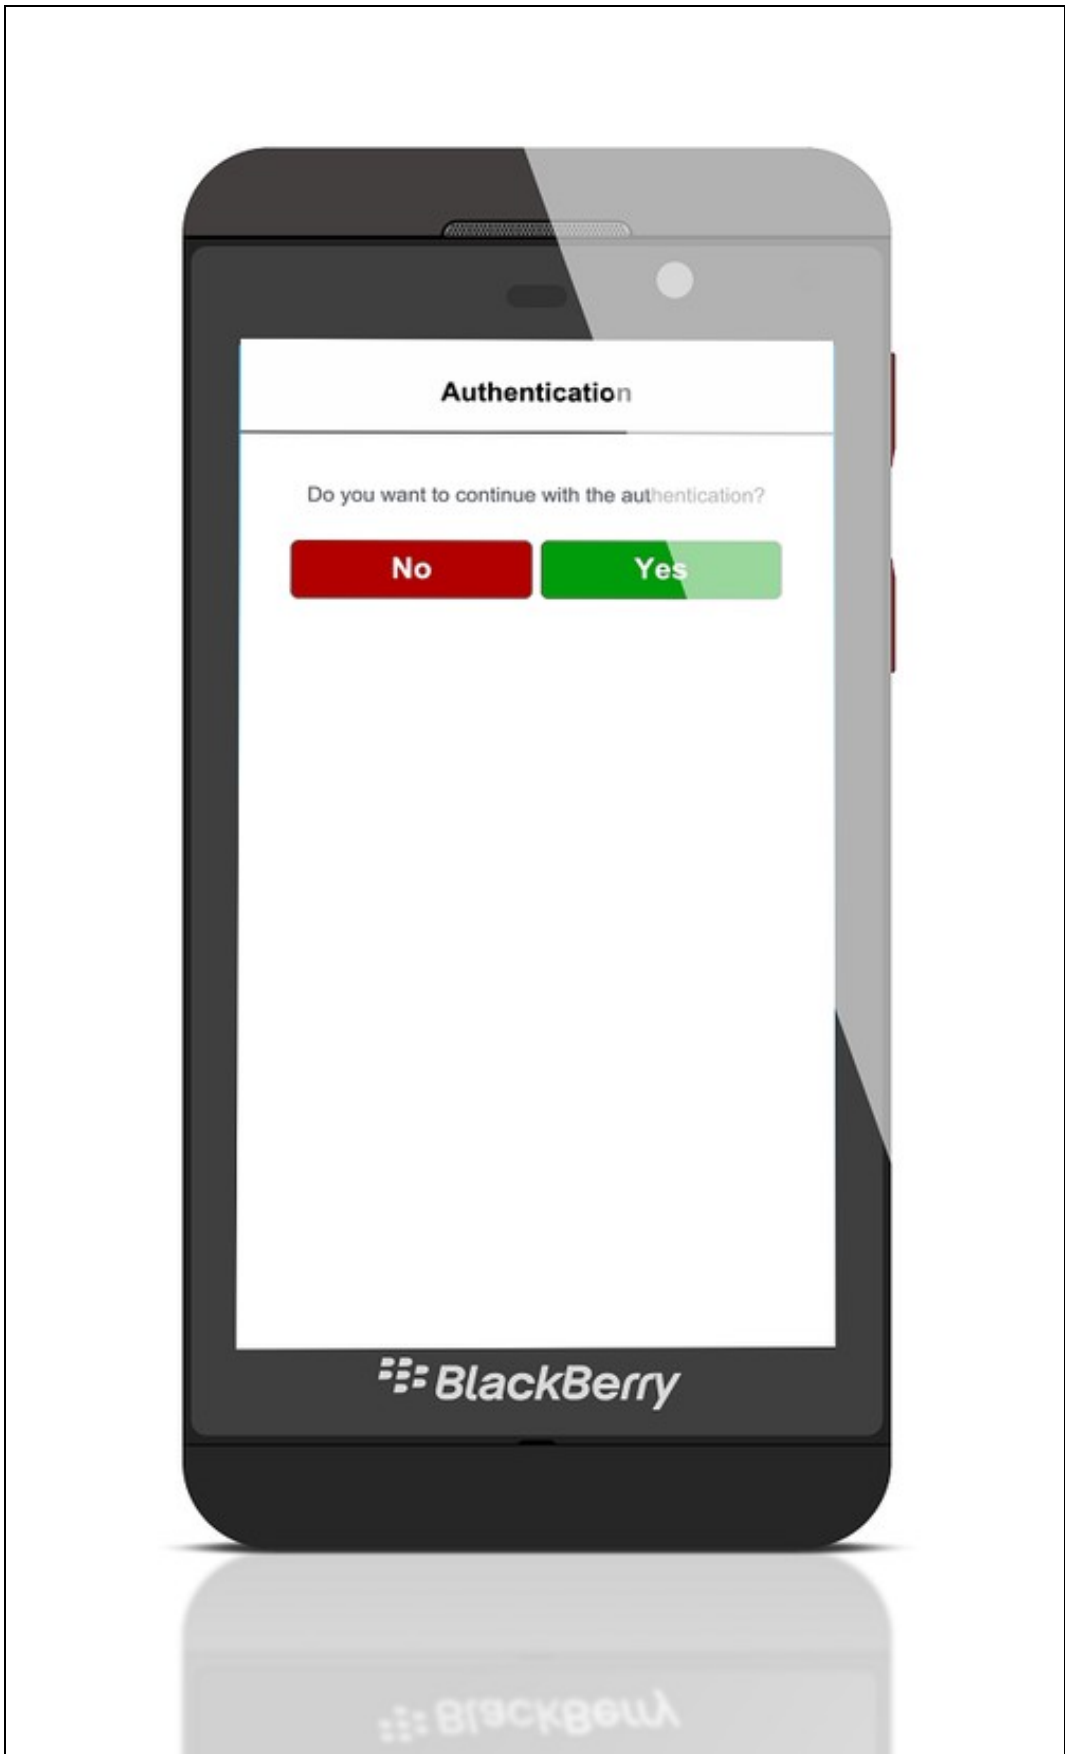 Authentication
Do you want to continue with the authentication?
No Yes
BlackBerry
BlackBerry